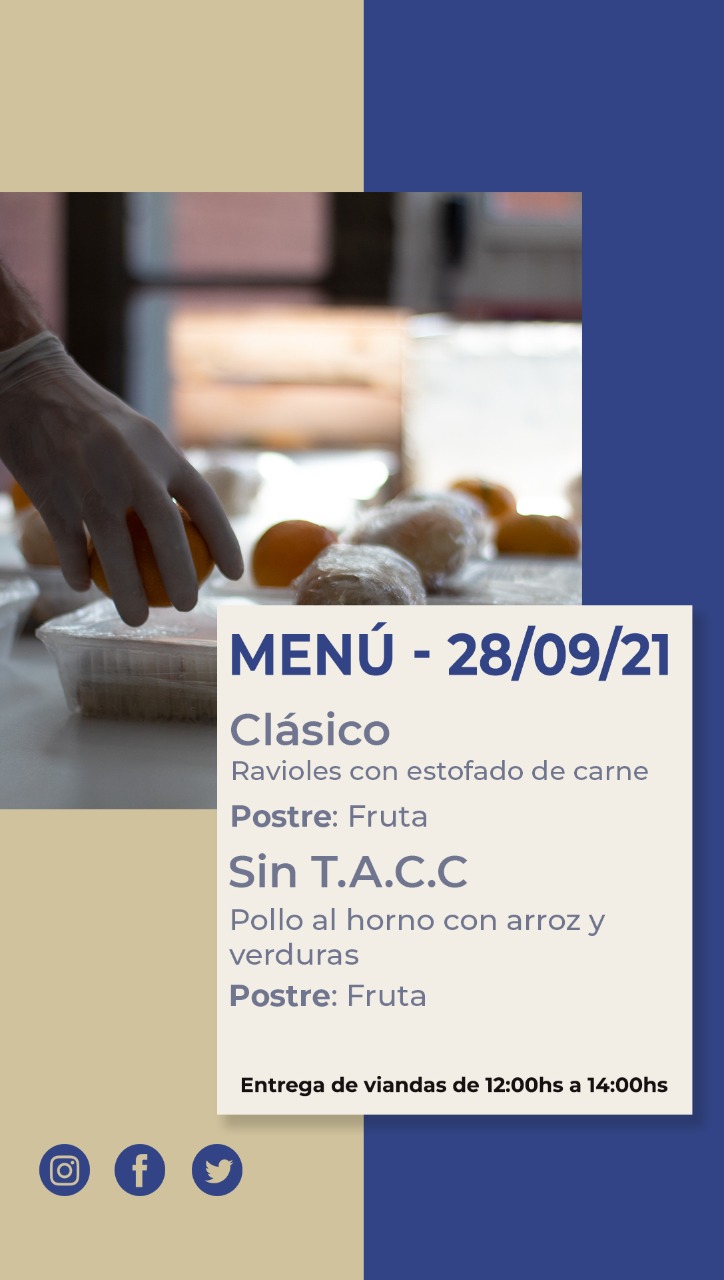 MENÚ - 28/09/21
Clásico
Ravioles con estofado de carne
Postre: Fruta
Sin T.A.C.C
Pollo al horno con arroz y
verduras
Postre: Fruta
Entrega de viandas de 12:00hs a 14:00hs